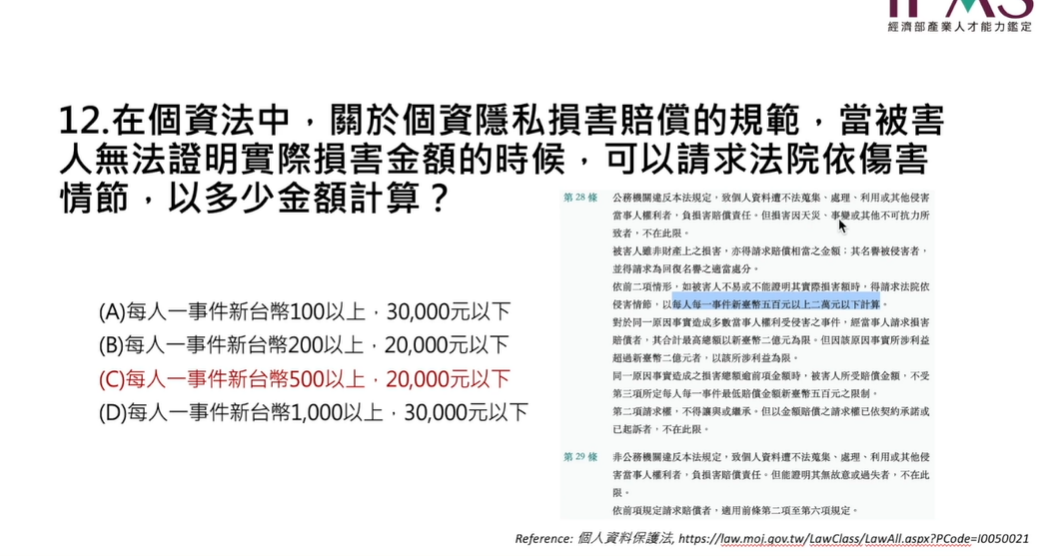 iPAS
經濟部產業人才能力鑑定
12.在個資法中,關於個資隱私損害賠償的規範,當被害
人無法證明實際損害金額的時候,可以請求法院依傷害
情節,以多少金額計算?
(A)每人一事件新台幣100以上,30,000元以下
(B)每人一事件新台幣200以上,20,000元以下
(C)每人一事件新台幣500以上,20,000元以下
(D)每人一事件新台幣1,000以上,30,000元以下
第 28 條 公務機關違反本法規定,致個人資料遭不法蒐集、處理、利用或其他侵害
當事人權利者,負損害賠償責任。但損害因天災、事變或其他不可抗力所
致者,不在此限。
被害人雖非財產上之損害,亦得請求賠償相當之金額;其名譽被侵害者,
並得請求為回復名譽之適當處分。
依前二項情形,如被害人不易或不能證明其實際損害額時,得請求法院依
侵害情節,以每人每一事件新臺幣五百元以上二萬元以下計算。
對於同一原因事實造成多數當事人權利受侵害之事件,經當事人請求損害
賠償者,其合計最高總額以新臺幣二億元為限。但因該原因事實所涉利益
超過新臺幣二億元者,以該所涉利益為限。
同一原因事實造成之損害總額逾前項金額時,被害人所受賠償金額,不受
第三項所定每人每一事件最低賠償金額新臺幣五百元之限制。
第二項請求權,不得讓與或繼承。但以金額賠償之請求權已依契約承諾或
已起訴者,不在此限。
第 29 條 非公務機關違反本法規定,致個人資料遭不法蒐集、處理、利用或其他侵
害當事人權利者,負損害賠償責任。但能證明其無故意或過失者,不在此
限。
依前項規定請求賠償者,適用前條第二項至第六項規定。
Reference: 個人資料保護法, https://law.moj.gov.tw/LawClass/LawAll.aspx?PCode=I0050021